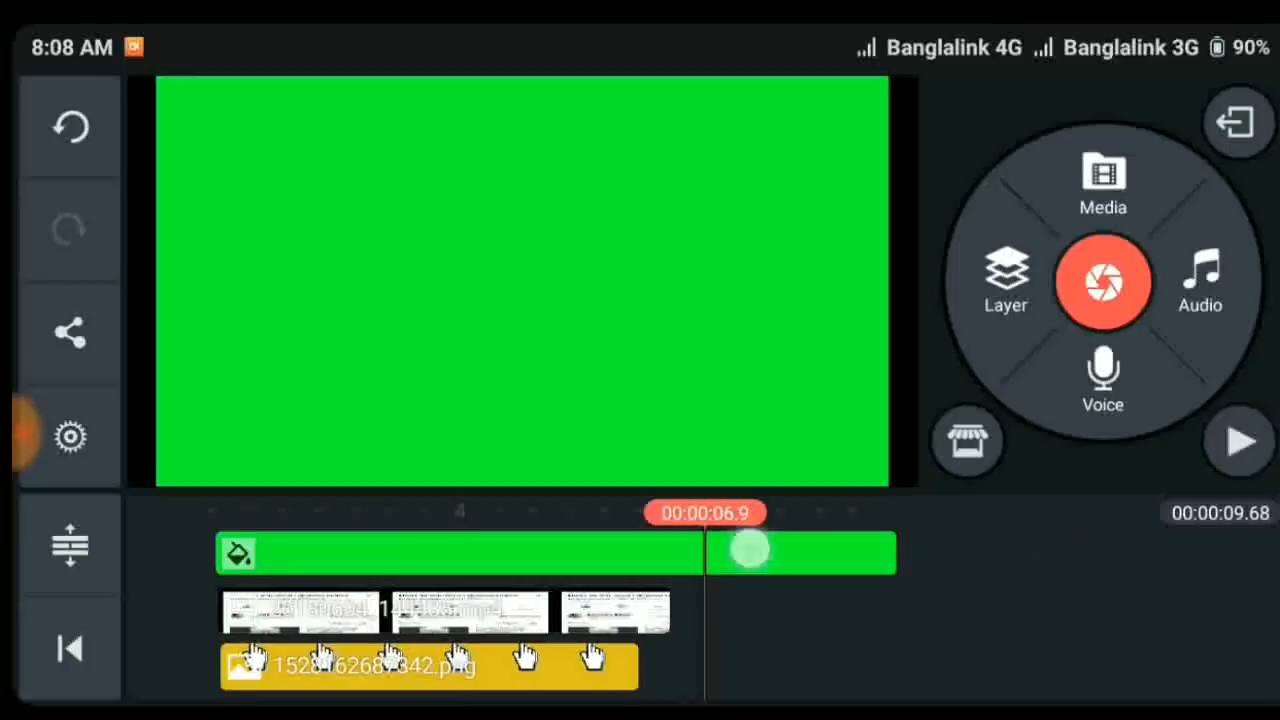 8:08 AM
Banglalink 4G
Banglalink 3G
90%
Media
Layer
Audio
Voice
4
00:00:06.9
00:00:09.68